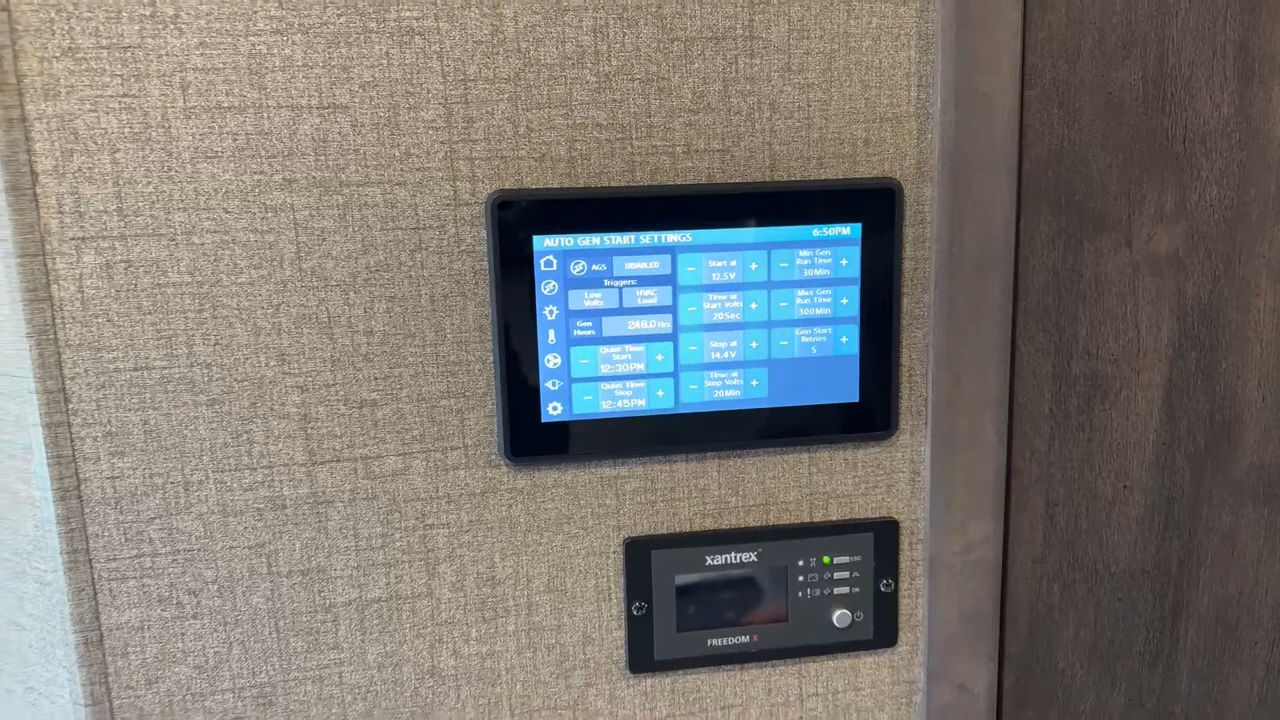 AUTO GEN START SETTINGS
6:50PM
AGS
DISABLED
Triggers:
Low
Volts
HVAC
Load
Gen
Hours
248.0 Hrs
−
Quiet Time
Start
12:30PM
+
−
Quiet Time
Stop
12:45PM
+
−
Start at
12.5V
+
−
Time at
Start Volts
20Sec
+
−
Stop at
14.4V
+
−
Time at
Stop Volts
20Min
+
−
Min Gen
Run Time
30Min
+
−
Max Gen
Run Time
300Min
+
−
Gen Start
Retries
5
+
xantrex™
ESC
OK
FREEDOM X